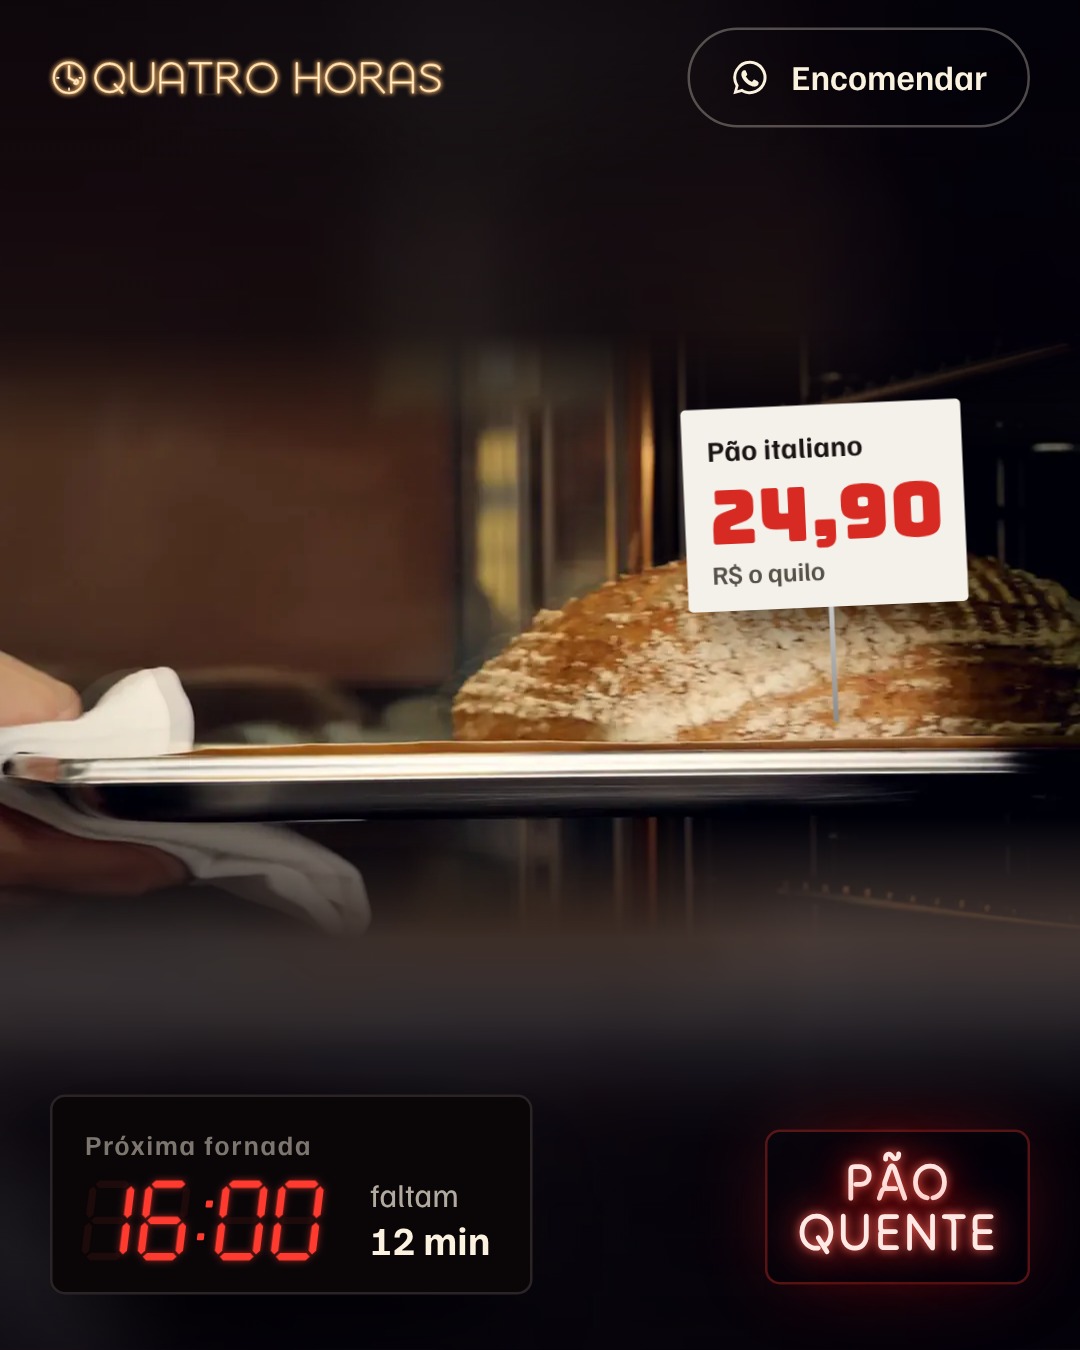 QUATRO HORAS
Encomendar
Pão italiano
24,90
R$ o quilo
Próxima fornada
16:00
faltam
12 min
PÃO
QUENTE